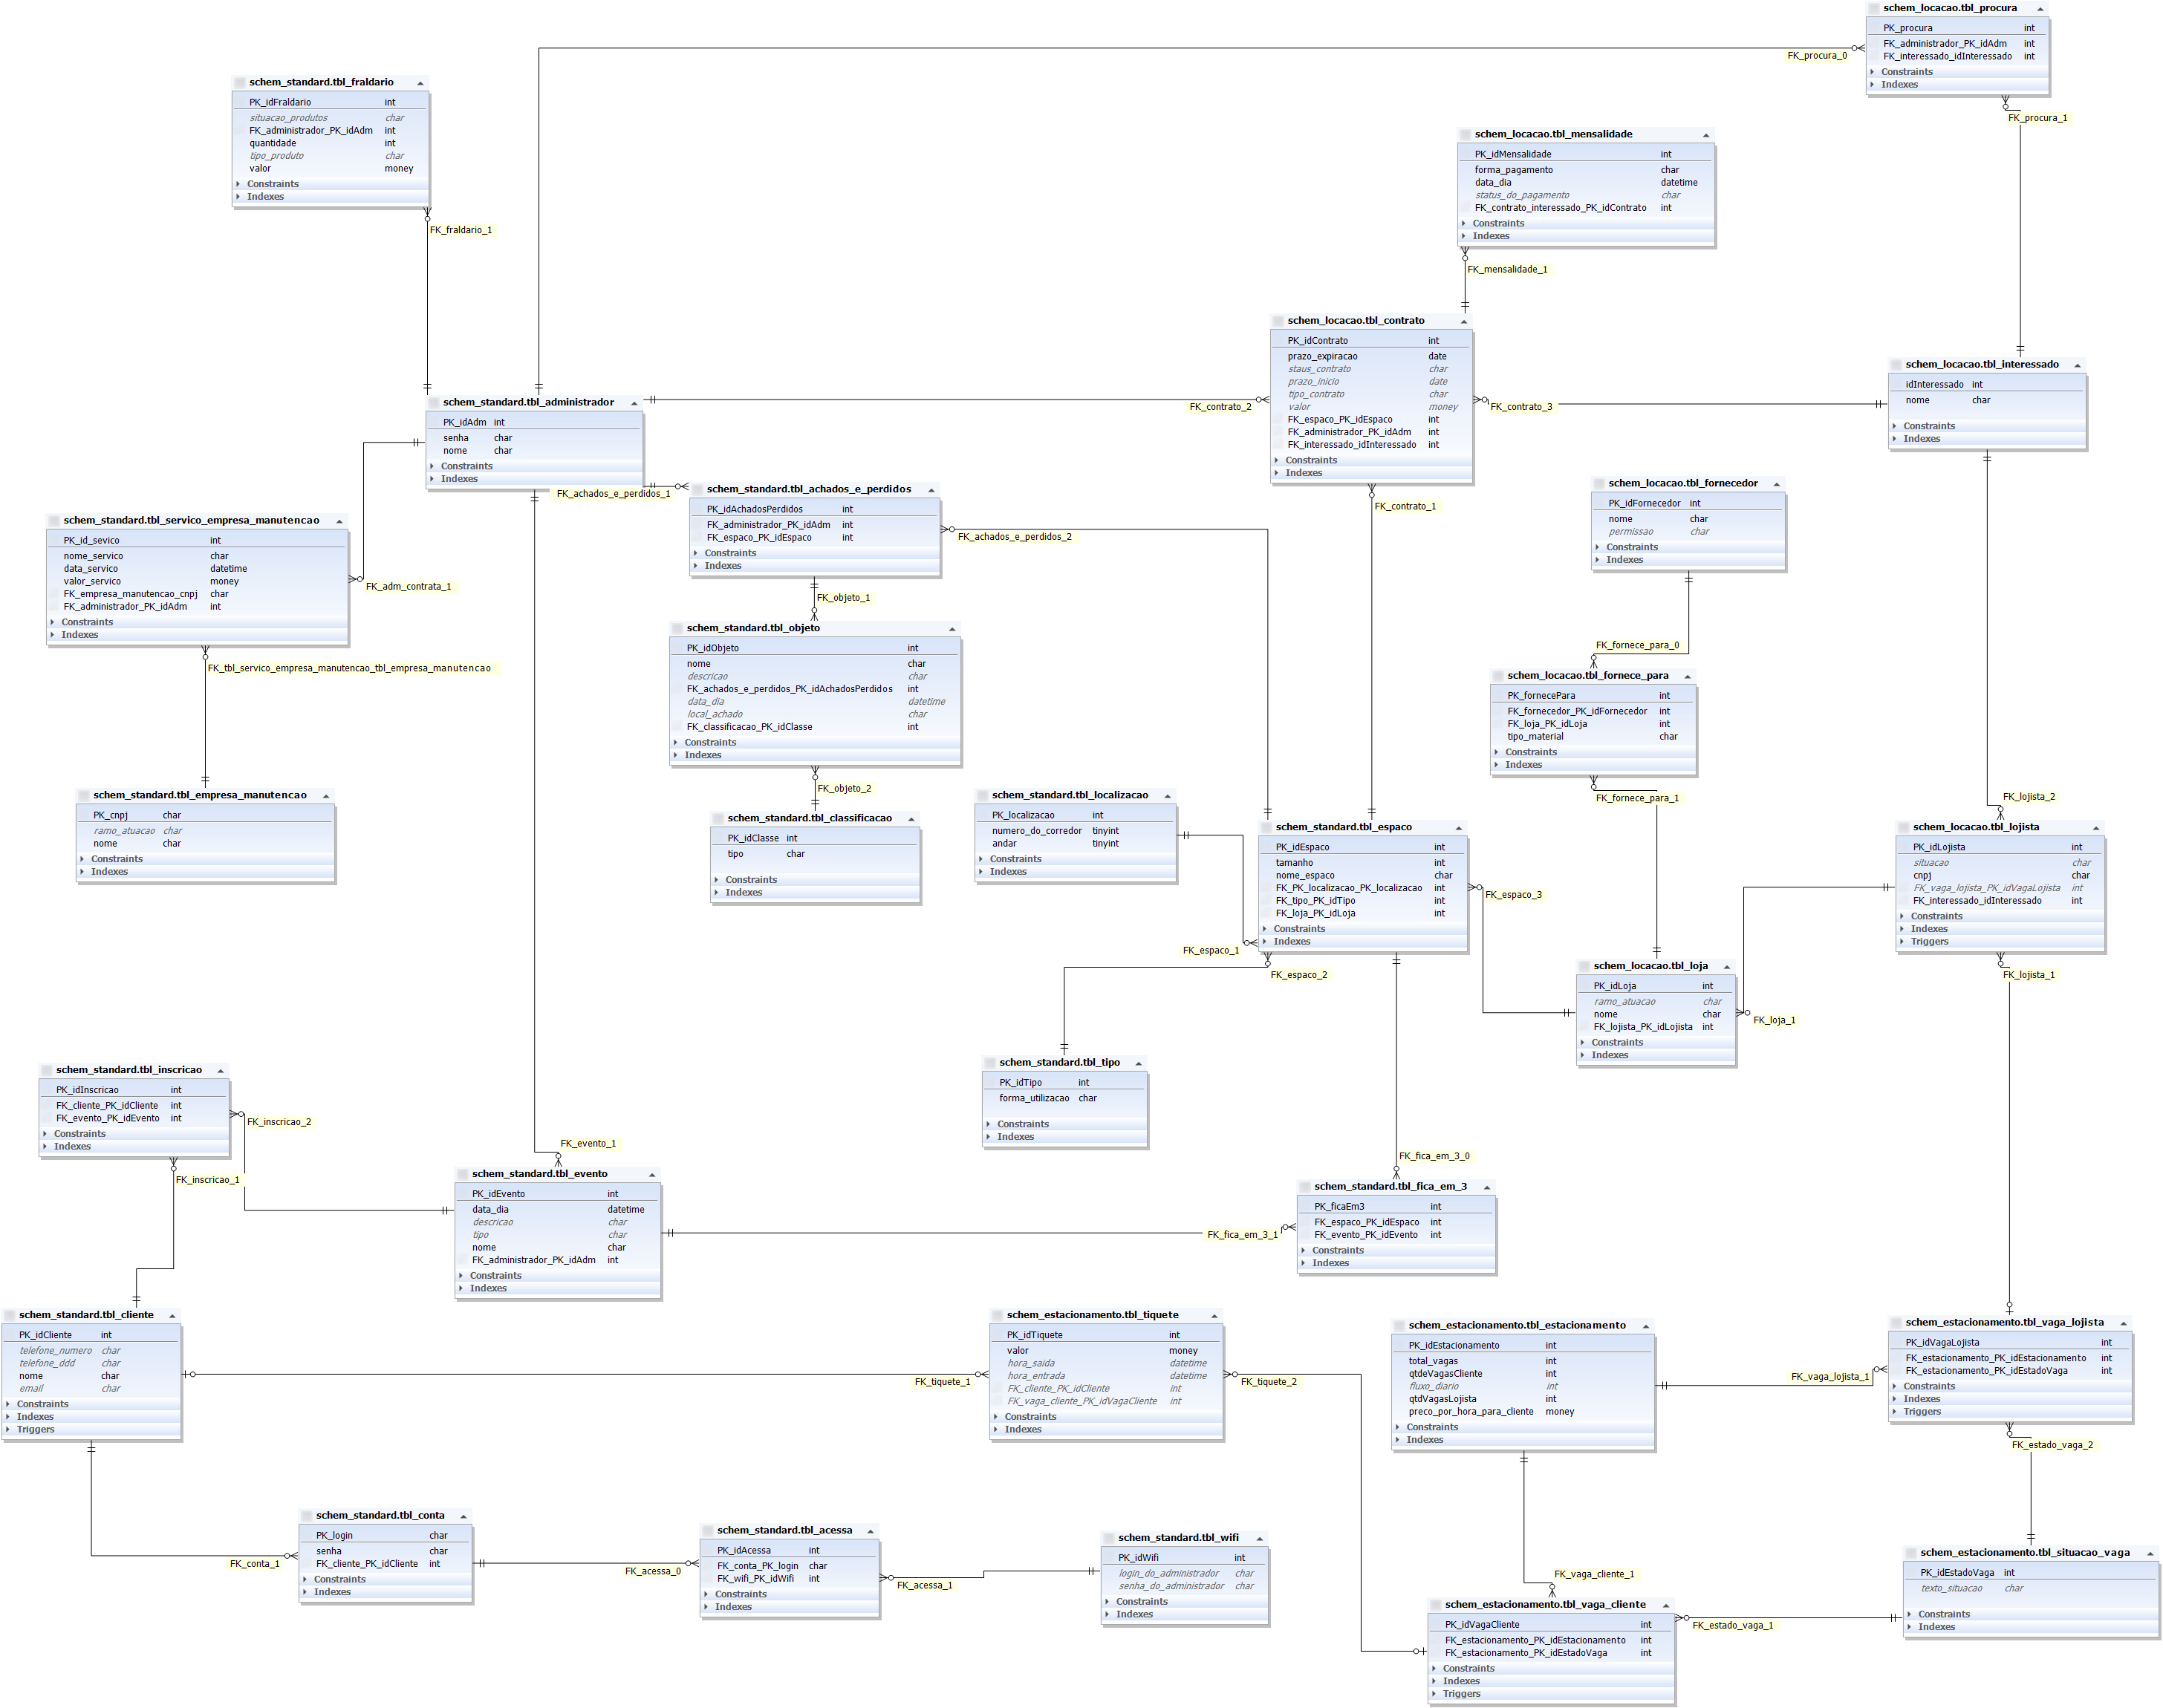 schem_locacao.tbl_procura
PK_procura int
FK_administrador_PK_idAdm int
FK_interessado_idInteressado int
Constraints
Indexes
FK_procura_0
FK_procura_1
schem_standard.tbl_fraldario
PK_idFraldario int
situacao_produtos char
FK_administrador_PK_idAdm int
quantidade int
tipo_produto char
valor money
Constraints
Indexes
FK_fraldario_1
schem_locacao.tbl_mensalidade
PK_idMensalidade int
forma_pagamento char
data_dia datetime
status_do_pagamento char
FK_contrato_interessado_PK_idContrato int
Constraints
Indexes
FK_mensalidade_1
schem_locacao.tbl_contrato
PK_idContrato int
prazo_expiracao date
staus_contrato char
prazo_inicio date
tipo_contrato char
valor money
FK_espaco_PK_idEspaco int
FK_administrador_PK_idAdm int
FK_interessado_idInteressado int
Constraints
Indexes
FK_contrato_2
FK_contrato_3
FK_contrato_1
schem_locacao.tbl_interessado
idInteressado int
nome char
Constraints
Indexes
schem_standard.tbl_administrador
PK_idAdm int
senha char
nome char
Constraints
Indexes
FK_achados_e_perdidos_1
schem_standard.tbl_achados_e_perdidos
PK_idAchadosPerdidos int
FK_administrador_PK_idAdm int
FK_espaco_PK_idEspaco int
Constraints
Indexes
FK_achados_e_perdidos_2
FK_objeto_1
schem_locacao.tbl_fornecedor
PK_idFornecedor int
nome char
permissao char
Constraints
Indexes
FK_fornece_para_0
schem_standard.tbl_servico_empresa_manutencao
PK_id_sevico int
nome_servico char
data_servico datetime
valor_servico money
FK_empresa_manutencao_cnpj char
FK_administrador_PK_idAdm int
Constraints
Indexes
FK_adm_contrata_1
FK_tbl_servico_empresa_manutencao_tbl_empresa_manutencao
schem_standard.tbl_objeto
PK_idObjeto int
nome char
descricao char
FK_achados_e_perdidos_PK_idAchadosPerdidos int
data_dia datetime
local_achado char
FK_classificacao_PK_idClasse int
Constraints
Indexes
FK_objeto_2
schem_locacao.tbl_fornece_para
PK_fornecePara int
FK_fornecedor_PK_idFornecedor int
FK_loja_PK_idLoja int
tipo_material char
Constraints
Indexes
FK_fornece_para_1
schem_standard.tbl_empresa_manutencao
PK_cnpj char
ramo_atuacao char
nome char
Constraints
Indexes
schem_standard.tbl_classificacao
PK_idClasse int
tipo char
Constraints
Indexes
schem_standard.tbl_localizacao
PK_localizacao int
numero_do_corredor tinyint
andar tinyint
Constraints
Indexes
schem_standard.tbl_espaco
PK_idEspaco int
tamanho int
nome_espaco char
FK_PK_localizacao_PK_localizacao int
FK_tipo_PK_idTipo int
FK_loja_PK_idLoja int
Constraints
Indexes
FK_espaco_1
FK_espaco_2
FK_espaco_3
FK_lojista_2
schem_locacao.tbl_lojista
PK_idLojista int
situacao char
cnpj char
FK_vaga_lojista_PK_idVagaLojista int
FK_interessado_idInteressado int
Constraints
Indexes
Triggers
FK_lojista_1
schem_locacao.tbl_loja
PK_idLoja int
ramo_atuacao char
nome char
FK_lojista_PK_idLojista int
Constraints
Indexes
FK_loja_1
schem_standard.tbl_tipo
PK_idTipo int
forma_utilizacao char
Constraints
Indexes
schem_standard.tbl_inscricao
PK_idInscricao int
FK_cliente_PK_idCliente int
FK_evento_PK_idEvento int
Constraints
Indexes
FK_inscricao_2
FK_inscricao_1
FK_evento_1
schem_standard.tbl_evento
PK_idEvento int
data_dia datetime
descricao char
tipo char
nome char
FK_administrador_PK_idAdm int
Constraints
Indexes
FK_fica_em_3_0
schem_standard.tbl_fica_em_3
PK_ficaEm3 int
FK_espaco_PK_idEspaco int
FK_evento_PK_idEvento int
Constraints
Indexes
FK_fica_em_3_1
schem_standard.tbl_cliente
PK_idCliente int
telefone_numero char
telefone_ddd char
nome char
email char
Constraints
Indexes
Triggers
schem_estacionamento.tbl_tiquete
PK_idTiquete int
valor money
hora_saida datetime
hora_entrada datetime
FK_cliente_PK_idCliente int
FK_vaga_cliente_PK_idVagaCliente int
Constraints
Indexes
FK_tiquete_1
FK_tiquete_2
schem_estacionamento.tbl_estacionamento
PK_idEstacionamento int
total_vagas int
qtdeVagasCliente int
fluxo_diario int
qtdVagasLojista int
preco_por_hora_para_cliente money
Constraints
Indexes
FK_vaga_lojista_1
schem_estacionamento.tbl_vaga_lojista
PK_idVagaLojista int
FK_estacionamento_PK_idEstacionamento int
FK_estacionamento_PK_idEstadoVaga int
Constraints
Indexes
Triggers
FK_estado_vaga_2
schem_standard.tbl_conta
PK_login char
senha char
FK_cliente_PK_idCliente int
Constraints
Indexes
FK_conta_1
FK_acessa_0
schem_standard.tbl_acessa
PK_idAcessa int
FK_conta_PK_login char
FK_wifi_PK_idWifi int
Constraints
Indexes
FK_acessa_1
schem_standard.tbl_wifi
PK_idWifi int
login_do_administrador char
senha_do_administrador char
Constraints
Indexes
FK_vaga_cliente_1
schem_estacionamento.tbl_situacao_vaga
PK_idEstadoVaga int
texto_situacao char
Constraints
Indexes
schem_estacionamento.tbl_vaga_cliente
PK_idVagaCliente int
FK_estacionamento_PK_idEstacionamento int
FK_estacionamento_PK_idEstadoVaga int
Constraints
Indexes
Triggers
FK_estado_vaga_1